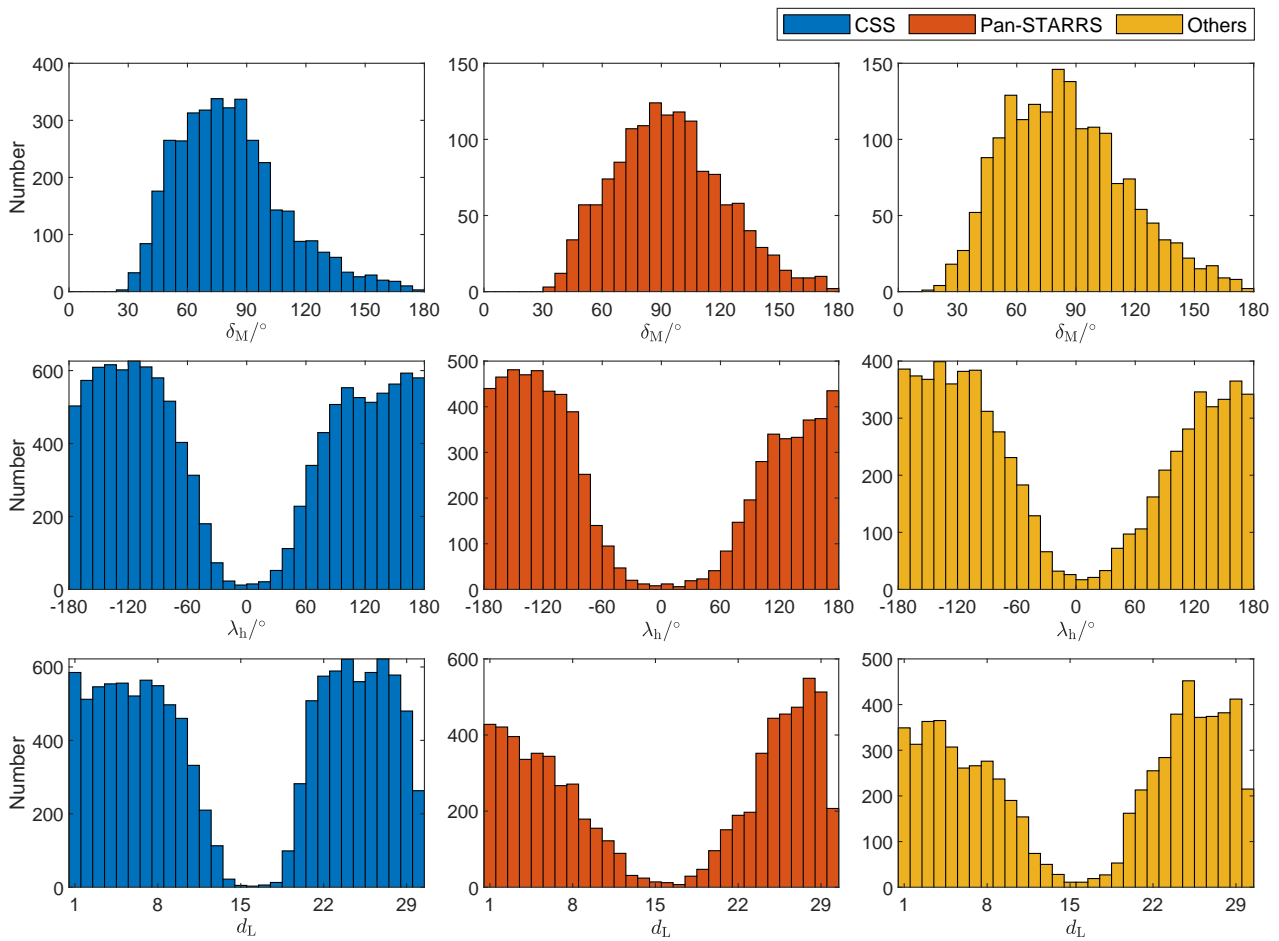 CSS Pan-STARRS Others
400 150 150
300
200 100 100
100 50 50
0 0 0
Number
0 30 60 90 120 150 180 0 30 60 90 120 150 180 0 30 60 90 120 150 180
δM/° δM/° δM/°
600 500 400
400 400 300
200 300 200
0 200 100
100 0
0
Number
-180 -120 -60 0 60 120 180 -180 -120 -60 0 60 120 180 -180 -120 -60 0 60 120 180
λh/° λh/° λh/°
600 600 500
400 400 400
200 200 300
0 0 200
100
0
Number
1 8 15 22 29 1 8 15 22 29 1 8 15 22 29
dL dL dL